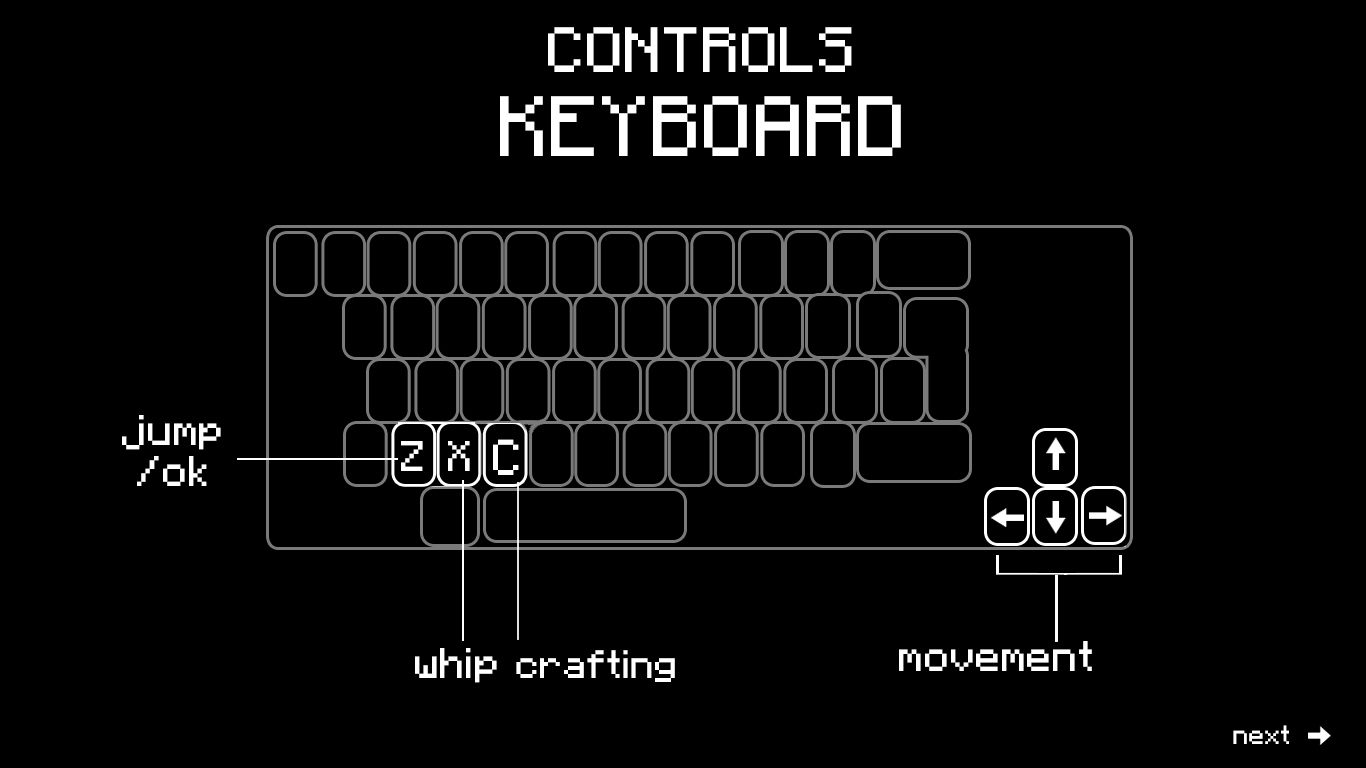 CONTROLS
KEYBOARD
jump
/ok
Z X C
whip crafting
movement
next